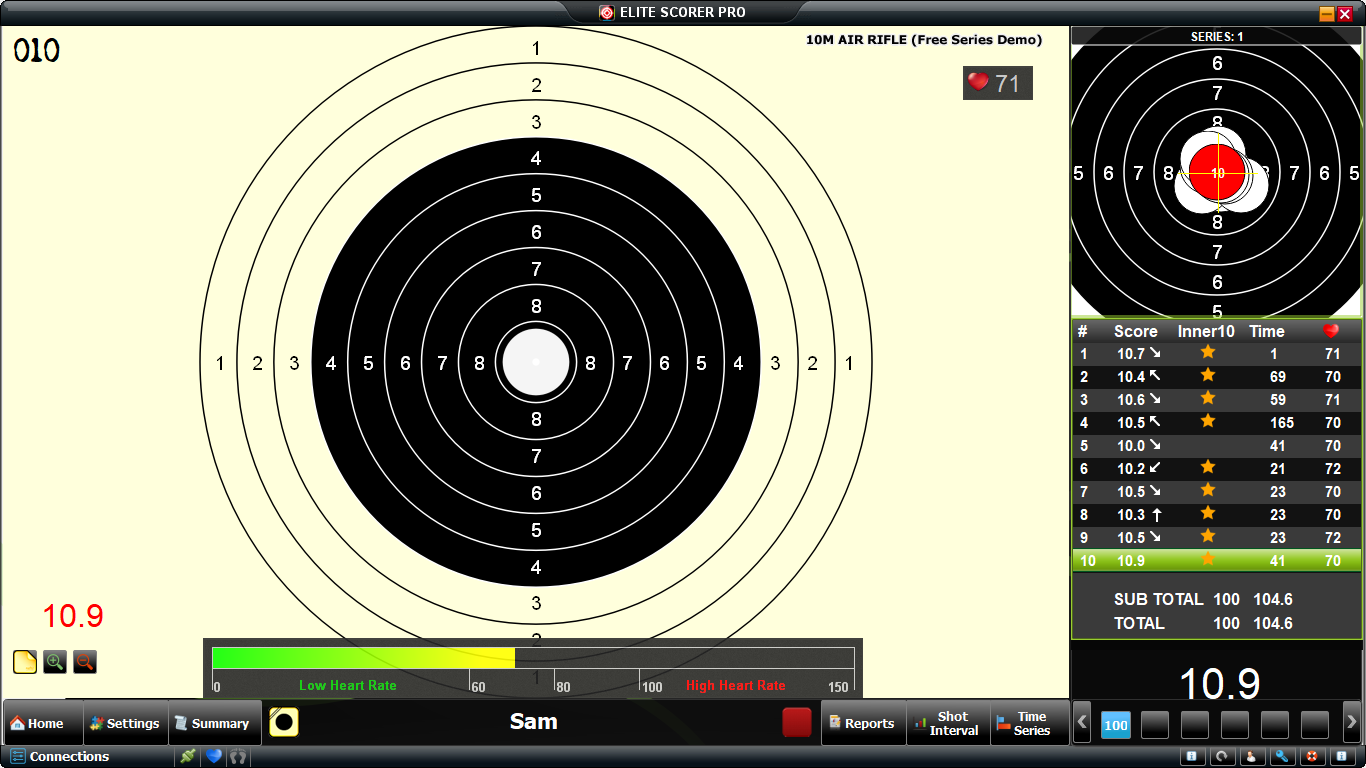 ELITE SCORER PRO
010
10M AIR RIFLE (Free Series Demo)
71
1
2
3
4
5
6
7
8
1 2 3 4 5 6 7 8 8 7 6 5 4 3 2 1
8
7
6
5
4
3
2
1
10.9
0 Low Heart Rate 60 80 100 High Heart Rate 150
SERIES: 1
6
7
8
5 6 7 8 10 8 7 6 5
8
7
6
5
# Score Inner10 Time
1 10.7 1 71
2 10.4 69 70
3 10.6 59 71
4 10.5 165 70
5 10.0 41 70
6 10.2 21 72
7 10.5 23 70
8 10.3 23 70
9 10.5 23 72
10 10.9 41 70
SUB TOTAL 100 104.6
TOTAL 100 104.6
10.9
Home Settings Summary Sam Reports Shot Interval Time Series 100
Connections